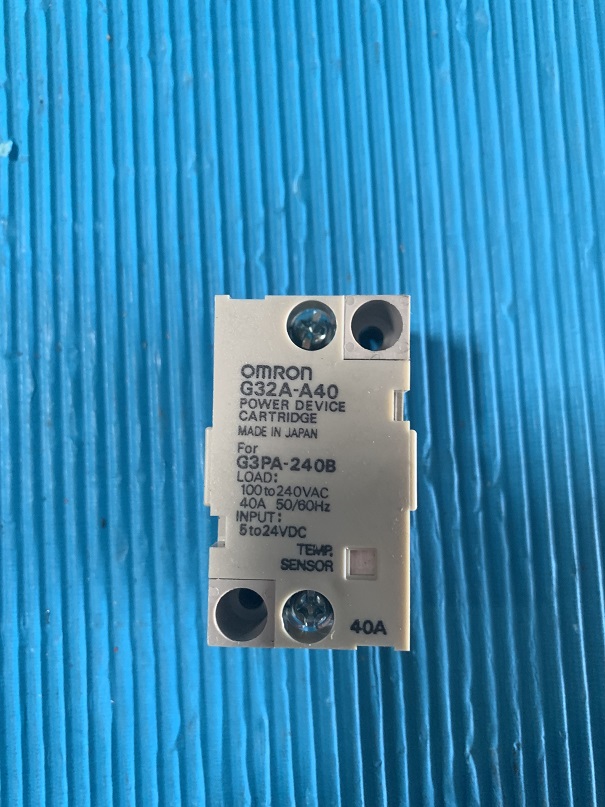 OMRON
G32A-A40
POWER DEVICE
CARTRIDGE
MADE IN JAPAN
For
G3PA-240B
LOAD:
100to240VAC
40A 50/60Hz
INPUT:
5to24VDC
TEMP.
SENSOR
40A